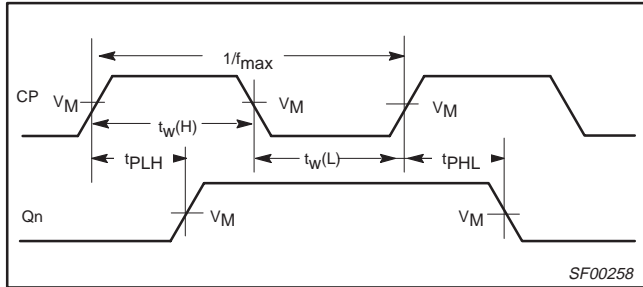 1/fmax
CP VM VM VM
tw(H)
tPLH tw(L) tPHL
Qn VM VM
SF00258